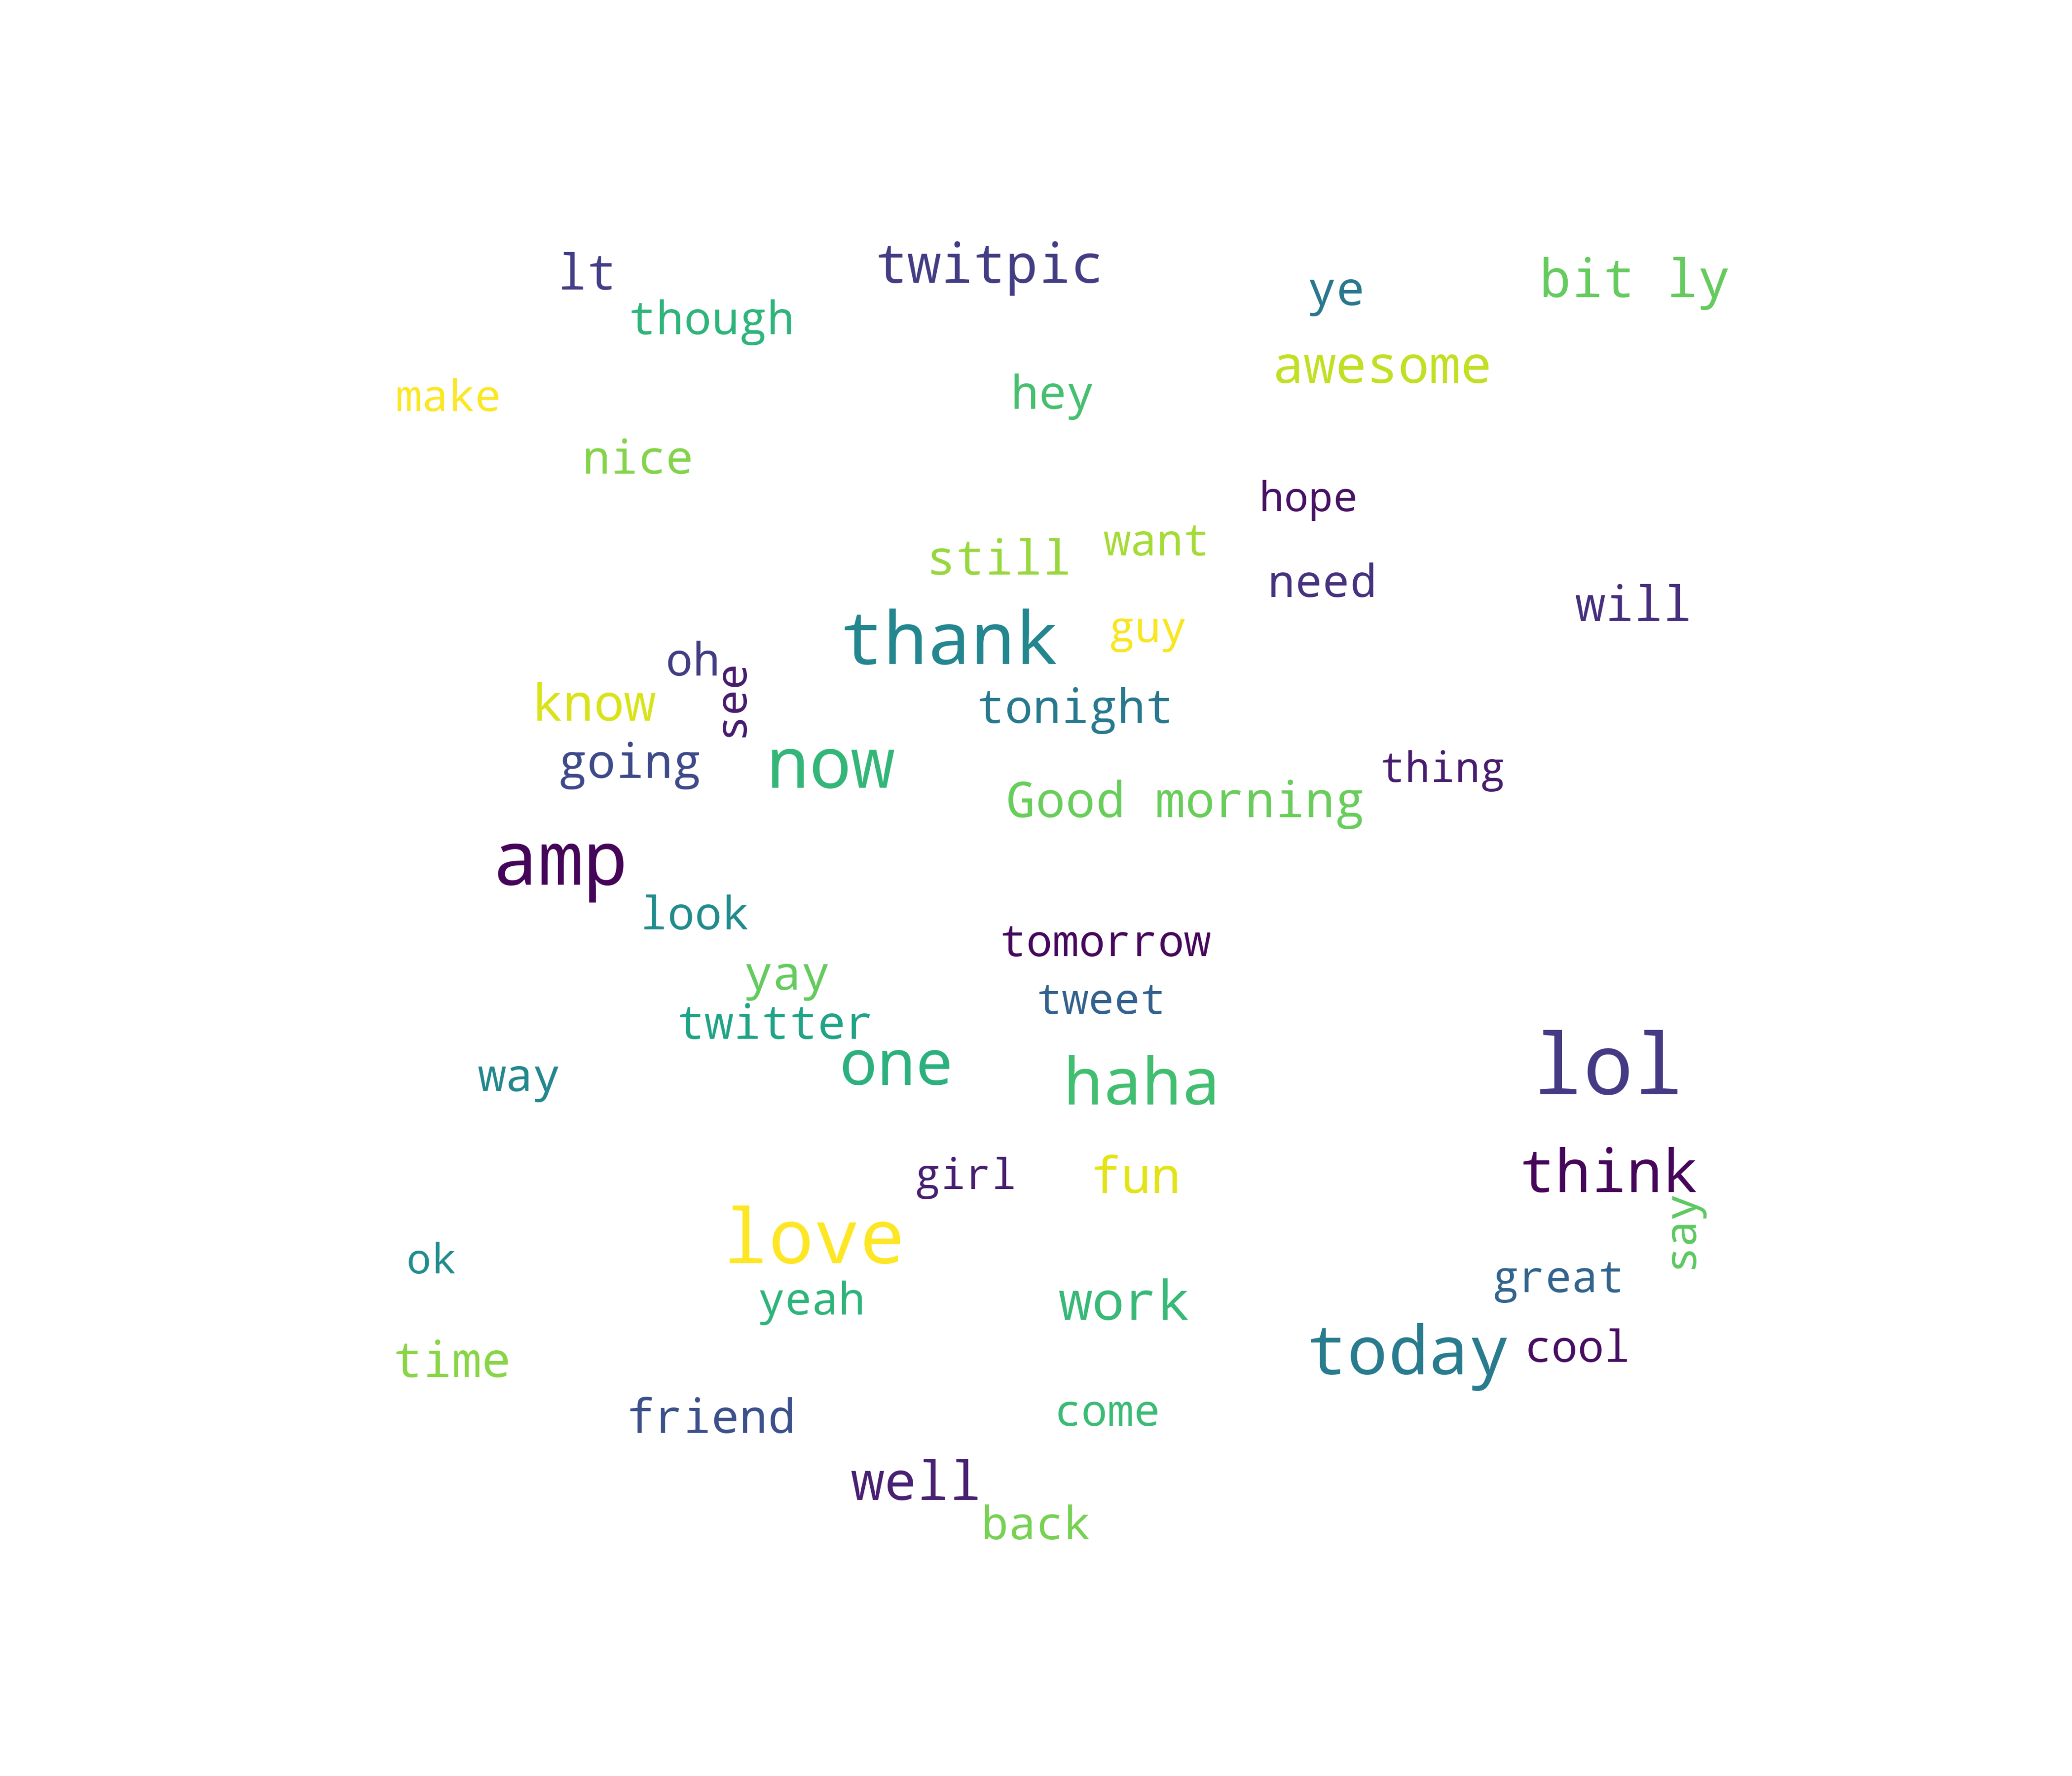 lt
twitpic
ye
bit ly
though
awesome
make
hey
nice
hope
still
want
need
will
thank
guy
oh
see
know
tonight
going
now
thing
Good morning
amp
look
tomorrow
yay
tweet
twitter
one
way
haha
lol
girl
fun
think
say
love
ok
great
yeah
work
time
today
cool
friend
come
well
back